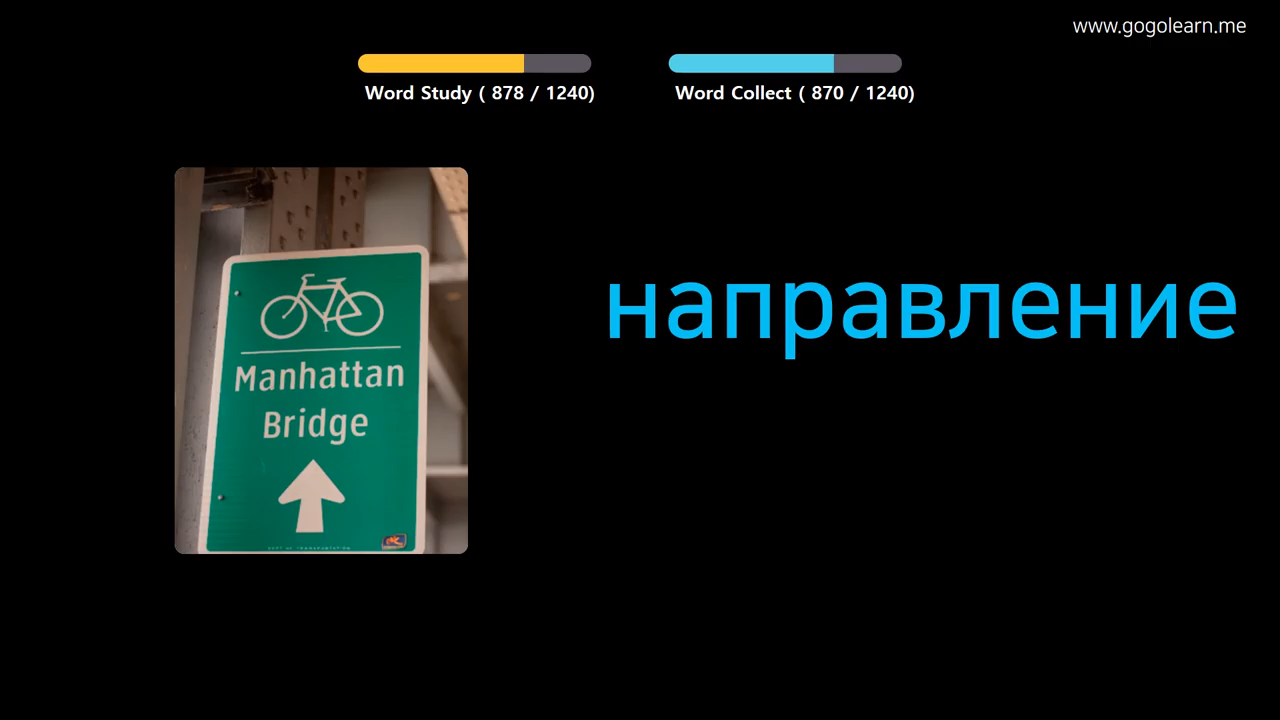 www.gogolearn.me
Word Study ( 878 / 1240)
Word Collect ( 870 / 1240)
направление
Manhattan
Bridge